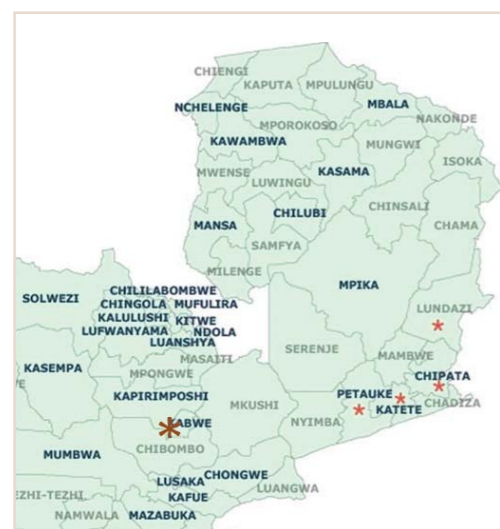 CHIENGI
KAPUTA
MPULUNGU
NCHELENGE
MBALA
NAKONDE
MPOROKOSO
KAWAMBWA
MUNGWI
ISOKA
MWENSE
LUWINGU
KASAMA
CHINSALI
MANSA
CHILUBI
CHAMA
SAMFYA
MILENGE
MPIKA
SOLWEZI
CHILILABOMBWE
CHINGOLA
MUFULIRA
KALULUSHI
KITWE
LUFWANYAMA
NDOLA
LUANSHYA
LUNDAZI
SERENJE
MASAITI
MAMBWE
KASEMPA
MPONGWE
CHIPATA
KAPIRIMPOSHI
MKUSHI
PETAUKE
KATETE
CHADIZA
NYIMBA
*ABWE
CHIBOMBO
MUMBWA
LUSAKA
CHONGWE
LUANGWA
EZHI-TEZHI
KAFUE
NAMWALA
MAZABUKA